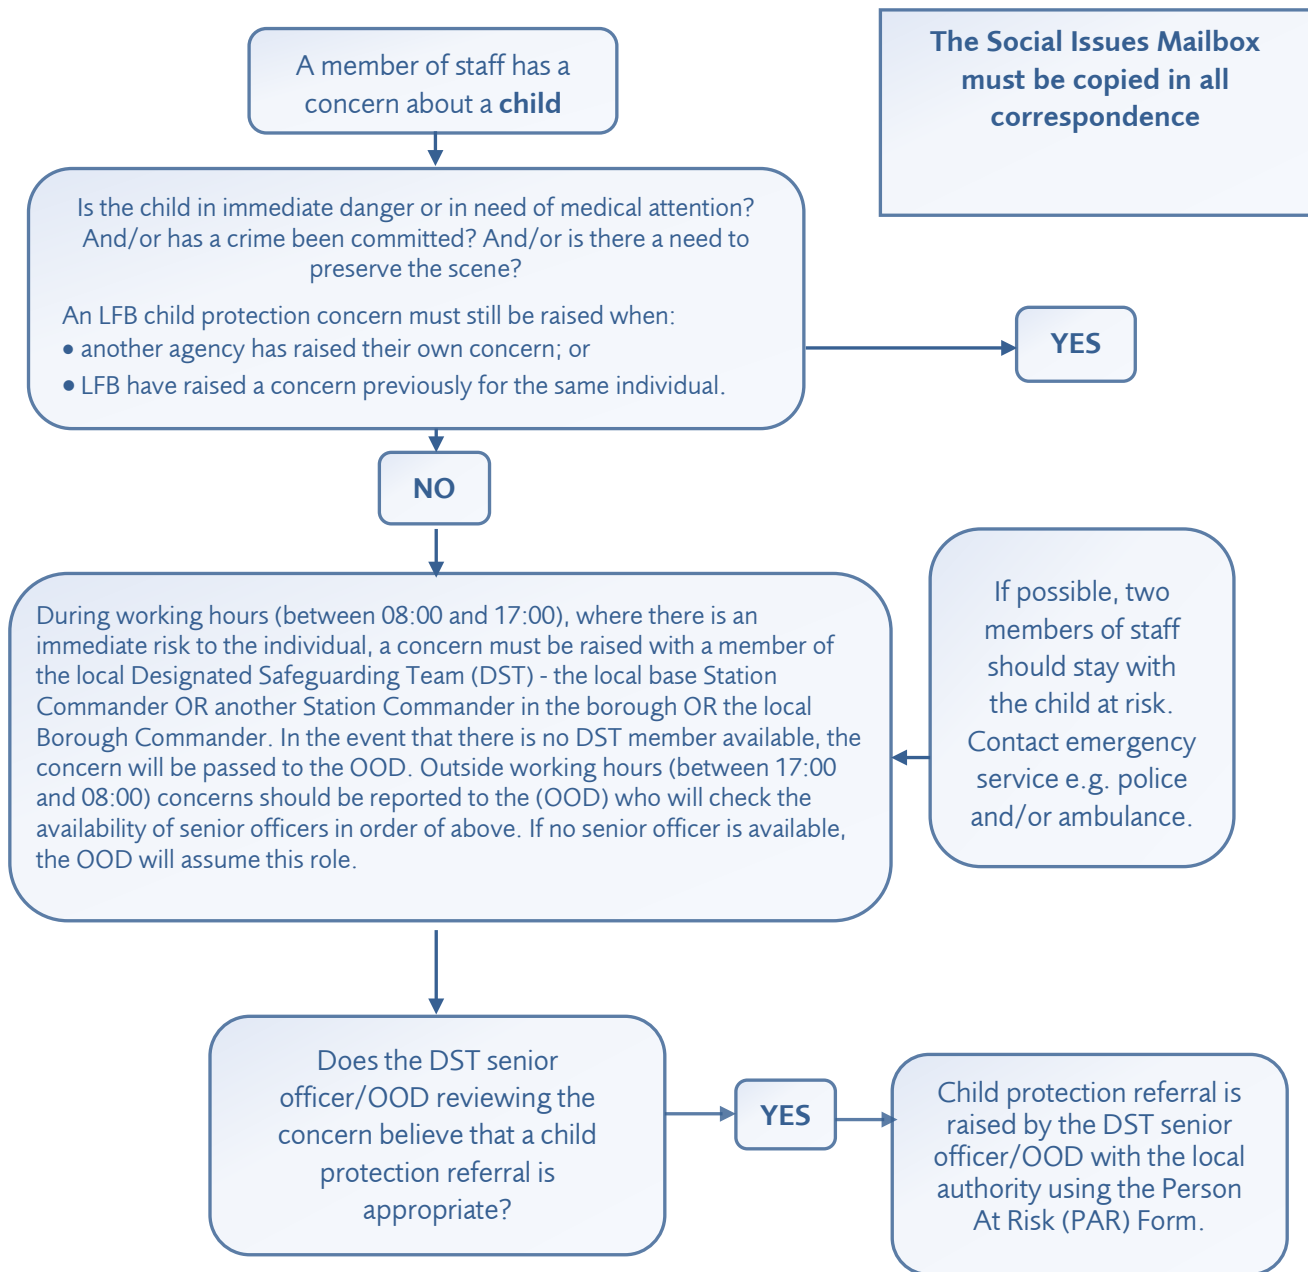 A member of staff has a
concern about a child
The Social Issues Mailbox
must be copied in all
correspondence
Is the child in immediate danger or in need of medical attention?
And/or has a crime been committed? And/or is there a need to
preserve the scene?
An LFB child protection concern must still be raised when:
• another agency has raised their own concern; or
• LFB have raised a concern previously for the same individual.
YES
NO
During working hours (between 08:00 and 17:00), where there is an
immediate risk to the individual, a concern must be raised with a member of
the local Designated Safeguarding Team (DST) - the local base Station
Commander OR another Station Commander in the borough OR the local
Borough Commander. In the event that there is no DST member available, the
concern will be passed to the OOD. Outside working hours (between 17:00
and 08:00) concerns should be reported to the (OOD) who will check the
availability of senior officers in order of above. If no senior officer is available,
the OOD will assume this role.
If possible, two
members of staff
should stay with
the child at risk.
Contact emergency
service e.g. police
and/or ambulance.
Does the DST senior
officer/OOD reviewing the
concern believe that a child
protection referral is
appropriate?
YES
Child protection referral is
raised by the DST senior
officer/OOD with the local
authority using the Person
At Risk (PAR) Form.